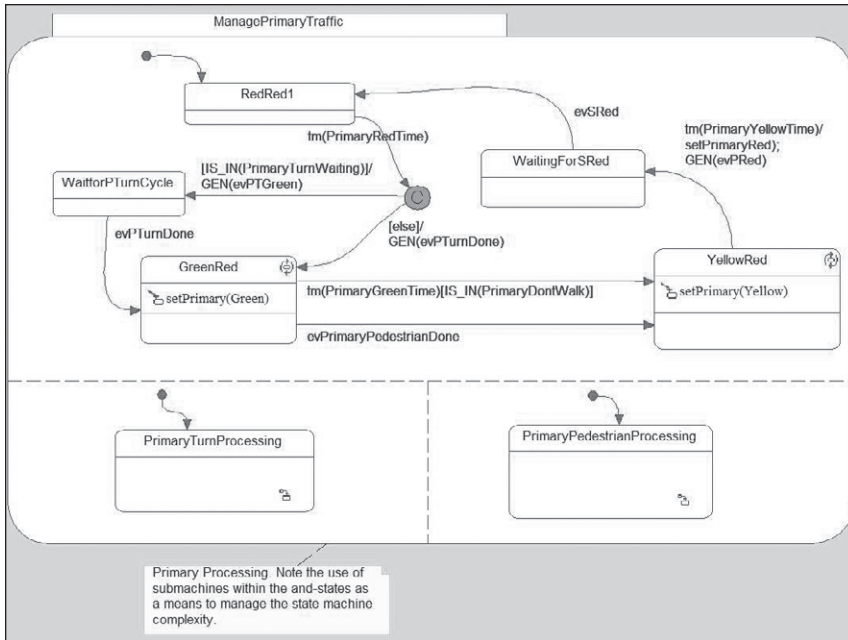 ManagePrimaryTraffic
RedRed1
evSRed
tm(PrimaryRedTime)
tm(PrimaryYellowTime)/
setPrimaryRed);
GEN(evPRed)
WaitingForSRed
[IS_IN(PrimaryTurnWaiting)]/
GEN(evPTGreen)
WaitforPTurnCycle
C
evPTurnDone
[else]/
GEN(evPTurnDone)
GreenRed
setPrimary(Green)
YellowRed
setPrimary(Yellow)
tm(PrimaryGreenTime)[IS_IN(PrimaryDontWalk)]
evPrimaryPedestrianDone
PrimaryTurnProcessing
PrimaryPedestrianProcessing
Primary Processing. Note the use of
submachines within the and-states as
a means to manage the state machine
complexity.